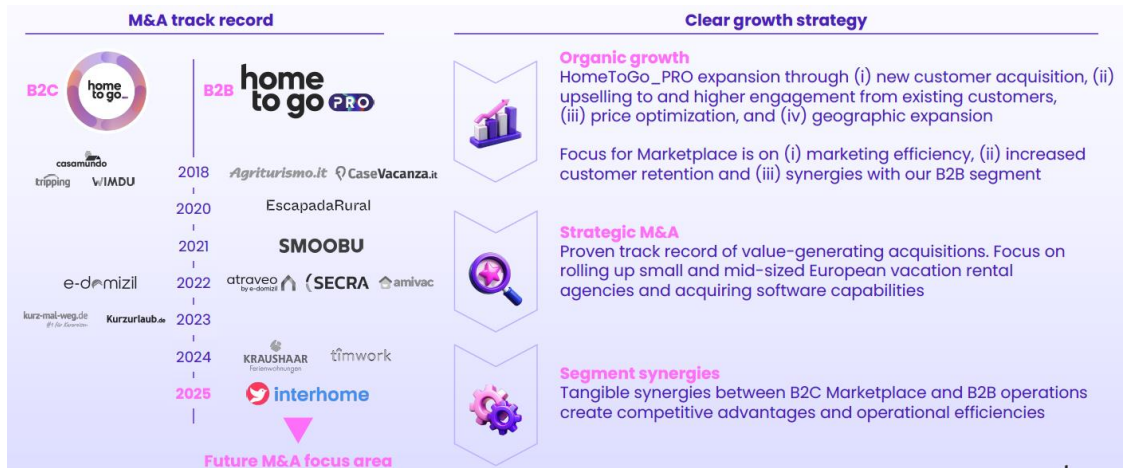 M&A track record
B2C
home
to go_
B2B
home
to go PRO
casamundo
tripping
WIMDU
2018
Agriturismo.it
CaseVacanza.it
2020
EscapadaRural
2021
SMOOBU
e-domizil
2022
atraveo
by e-domizil
SECRA
amivac
kurz-mal-weg.de
#1 für Kurzreisen
Kurzurlaub.de
2023
2024
KRAUSHAAR
Ferienwohnungen
tımwork
2025
interhome
Future M&A focus area
Clear growth strategy
Organic growth
HomeToGo_PRO expansion through (i) new customer acquisition, (ii)
upselling to and higher engagement from existing customers,
(iii) price optimization, and (iv) geographic expansion
Focus for Marketplace is on (i) marketing efficiency, (ii) increased
customer retention and (iii) synergies with our B2B segment
Strategic M&A
Proven track record of value-generating acquisitions. Focus on
rolling up small and mid-sized European vacation rental
agencies and acquiring software capabilities
Segment synergies
Tangible synergies between B2C Marketplace and B2B operations
create competitive advantages and operational efficiencies